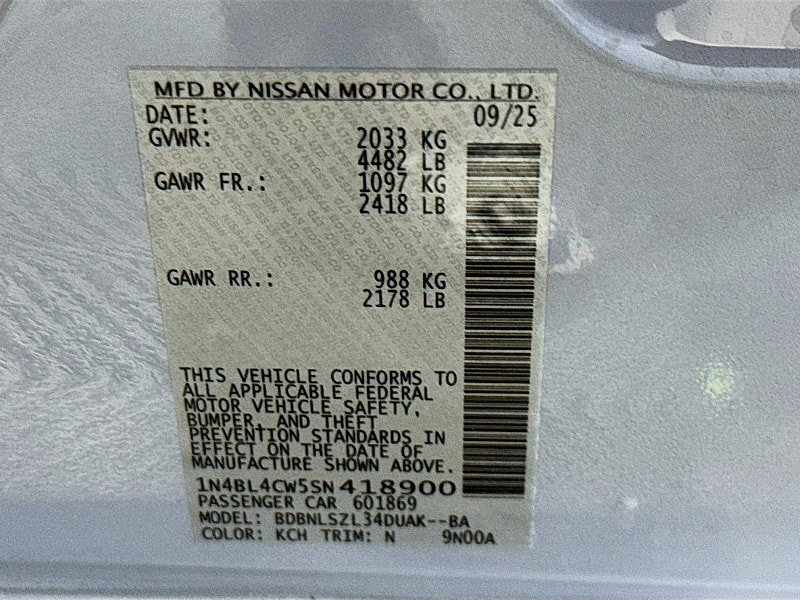 MFD BY NISSAN MOTOR CO., LTD.
DATE: 09/25
GVWR: 2033 KG
4482 LB
GAWR FR.: 1097 KG
2418 LB
GAWR RR.: 988 KG
2178 LB
THIS VEHICLE CONFORMS TO
ALL APPLICABLE FEDERAL
MOTOR VEHICLE SAFETY,
BUMPER, AND THEFT
PREVENTION STANDARDS IN
EFFECT ON THE DATE OF
MANUFACTURE SHOWN ABOVE.
1N4BL4CW5SN418900
PASSENGER CAR 601869
MODEL: BDBNLSZL34DUAK--BA
COLOR: KCH TRIM: N 9N00A